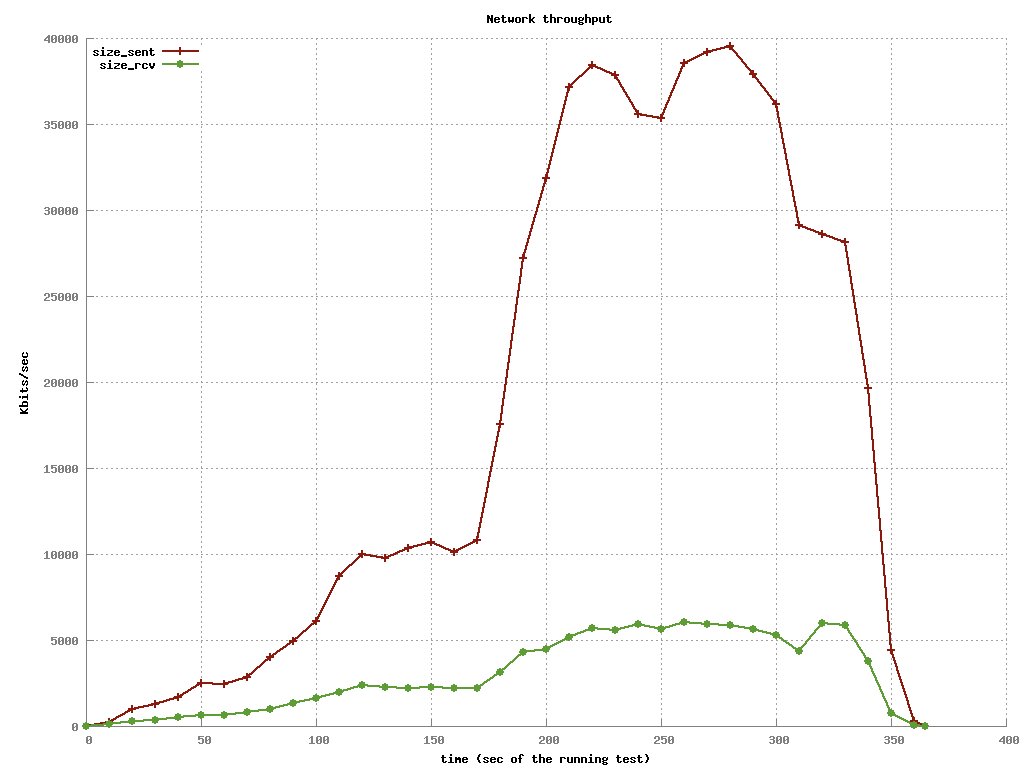 Network throughput
40000
size_sent
size_rcv
35000
30000
25000
Kbits/sec
20000
15000
10000
5000
0
0 50 100 150 200 250 300 350 400
time (sec of the running test)